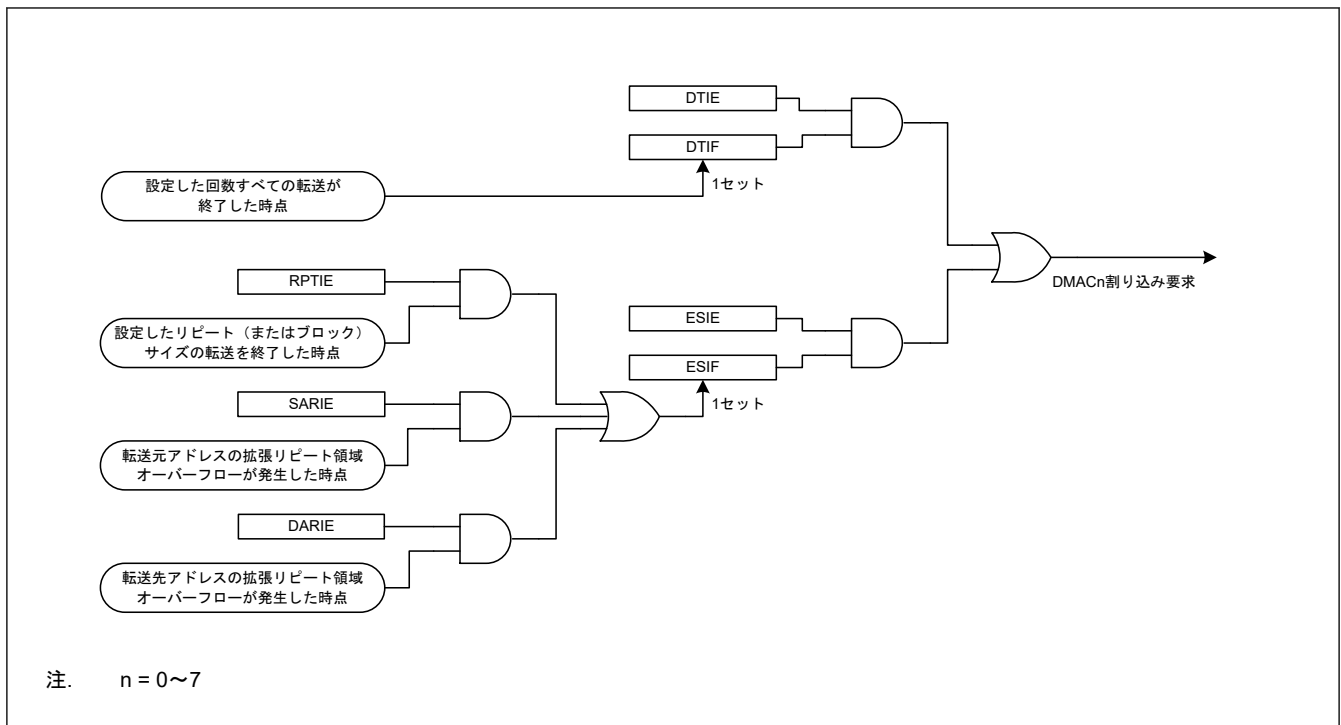 DTIE
DTIF
1セット
設定した回数すべての転送が
終了した時点
DMACn割り込み要求
RPTIE
設定したリピート（またはブロック）
サイズの転送を終了した時点
ESIE
ESIF
1セット
SARIE
転送元アドレスの拡張リピート領域
オーバーフローが発生した時点
DARIE
転送先アドレスの拡張リピート領域
オーバーフローが発生した時点
注. n = 0～7